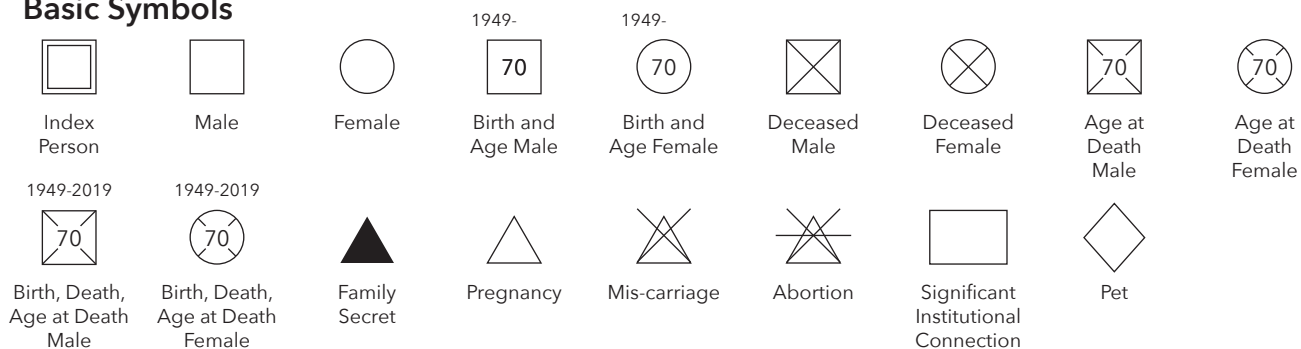 Basic Symbols
1949-
1949-
70
70
70
70
Index
Person
Male
Female
Birth and
Age Male
Birth and
Age Female
Deceased
Male
Deceased
Female
Age at
Death
Male
Age at
Death
Female
1949-2019
1949-2019
70
70
Birth, Death,
Age at Death
Male
Birth, Death,
Age at Death
Female
Family
Secret
Pregnancy
Mis-carriage
Abortion
Significant
Institutional
Connection
Pet